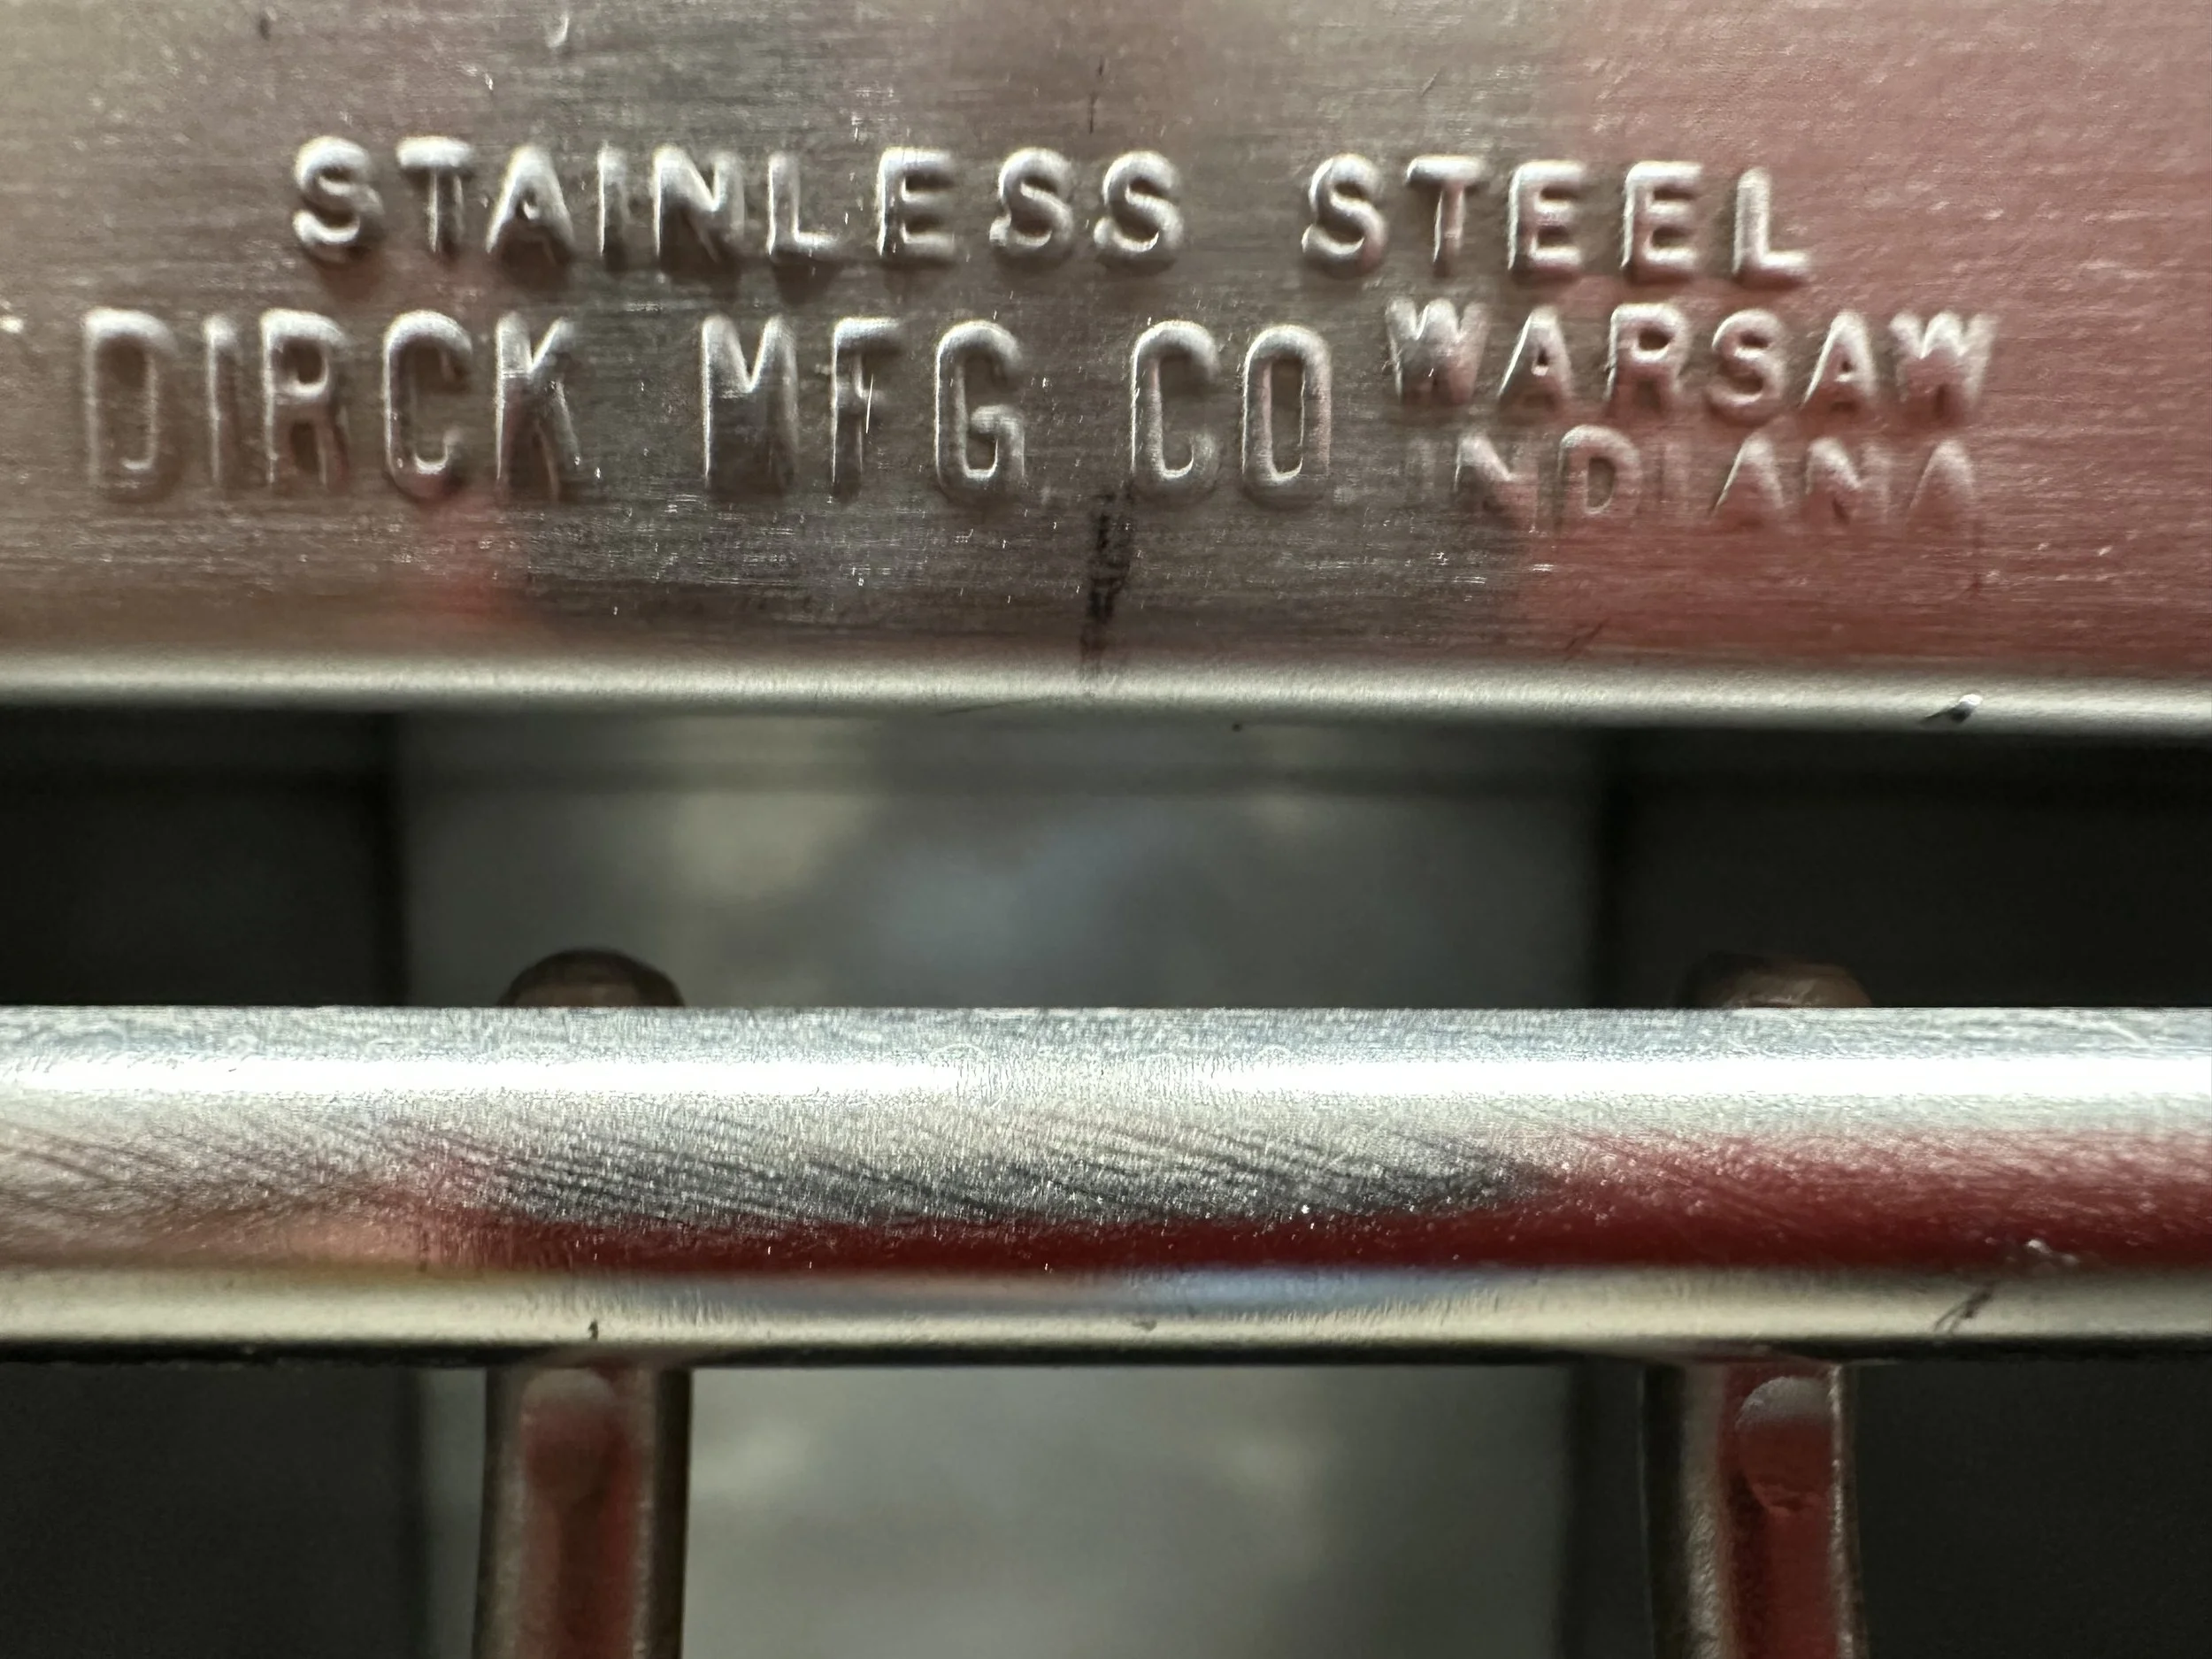 STAINLESS STEEL
DIRCK MFG CO
WARSAW
INDIANA